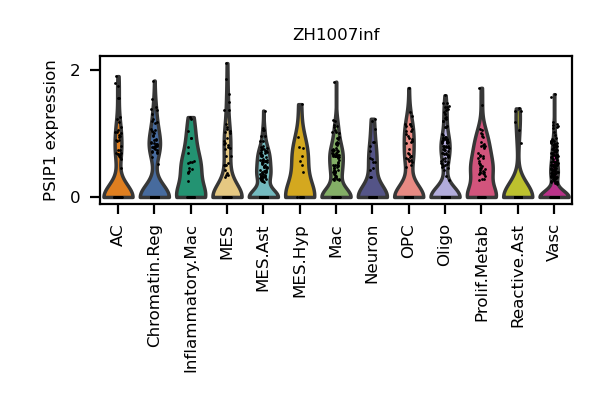 ZH1007inf
PSIP1 expression
2
0
AC
Chromatin.Reg
Inflammatory.Mac
MES
MES.Ast
MES.Hyp
Mac
Neuron
OPC
Oligo
Prolif.Metab
Reactive.Ast
Vasc